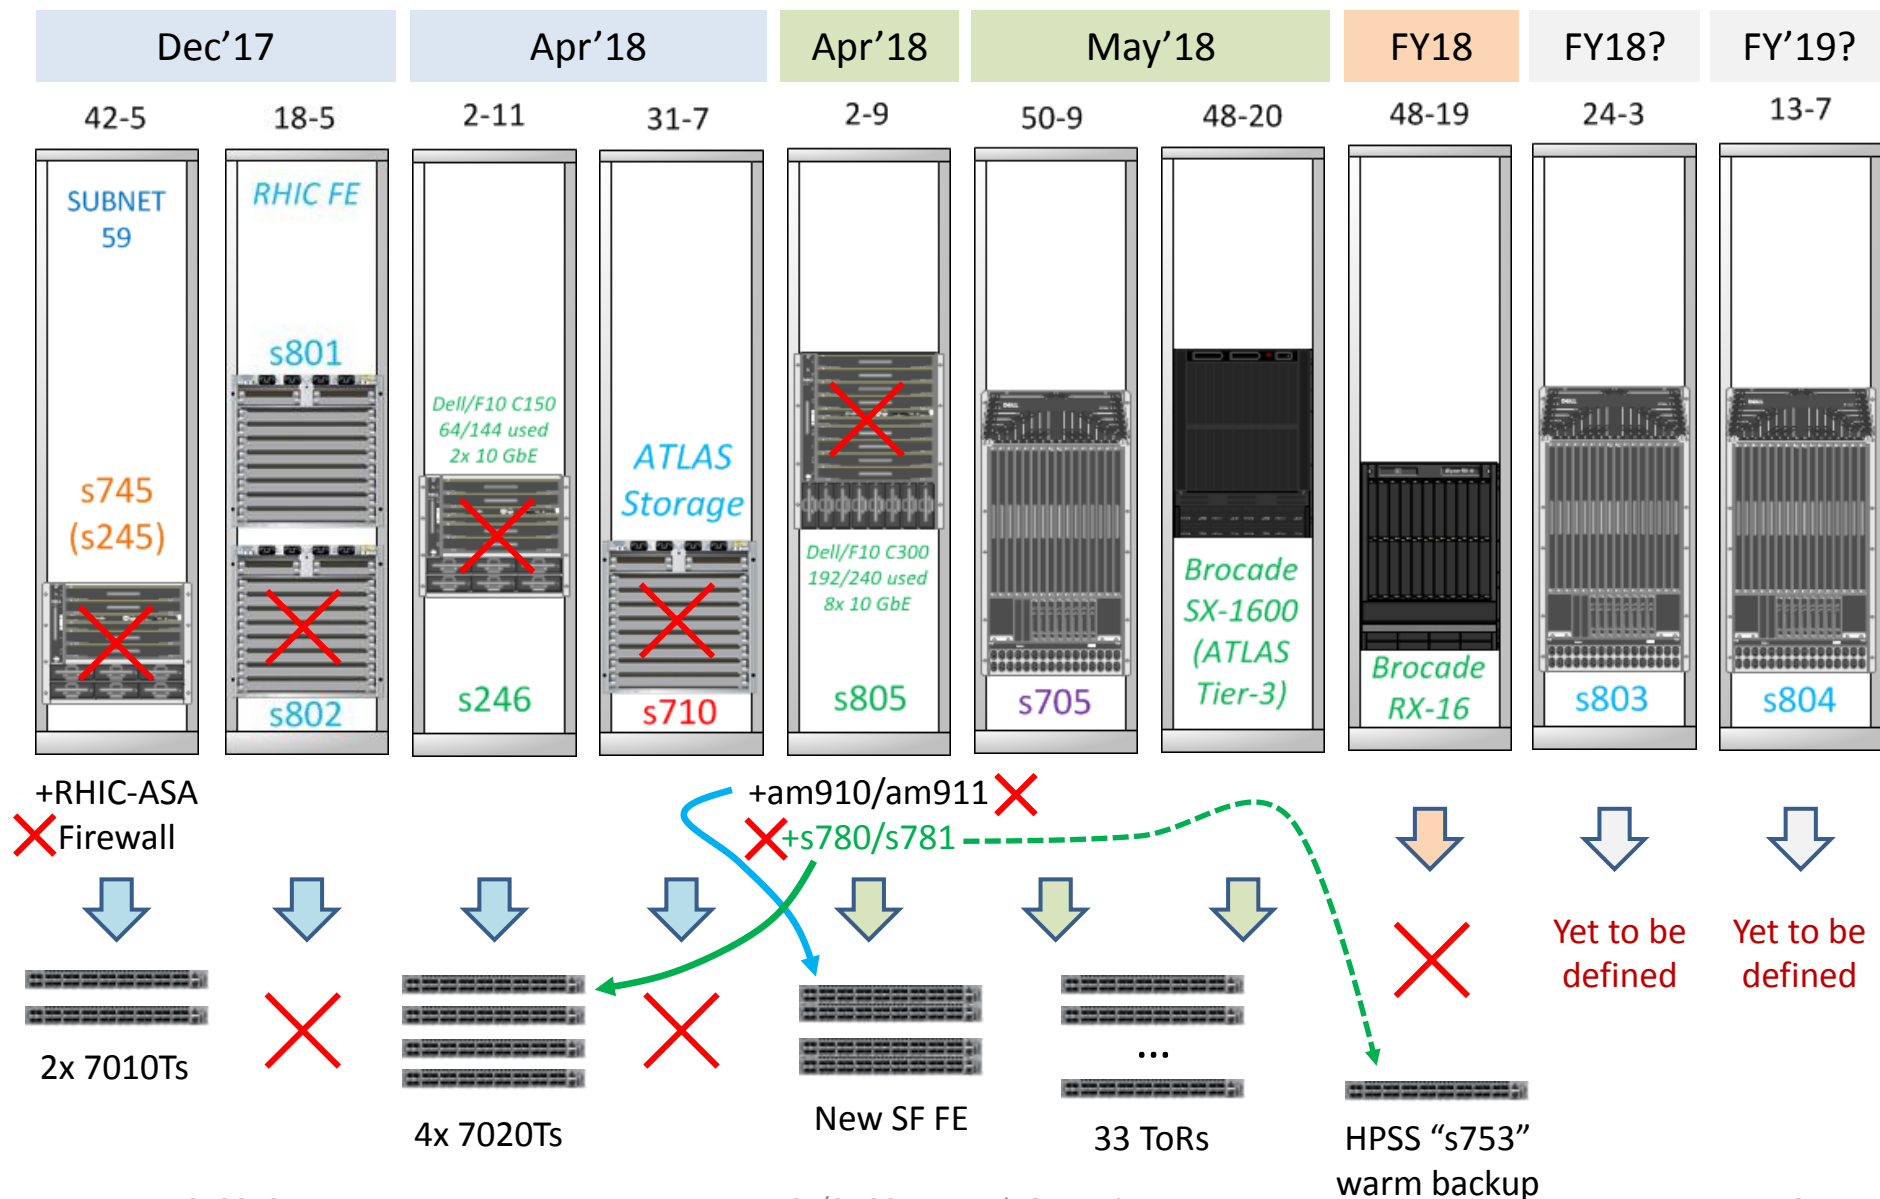 Dec'17
Apr'18
Apr'18
May'18
FY18
FY18?
FY'19?
42-5
18-5
2-11
31-7
2-9
50-9
48-20
48-19
24-3
13-7
SUBNET
59
s745
(s245)
RHIC FE
s801
s802
Dell/F10 C150
64/144 used
2x 10 GbE
s246
ATLAS
Storage
s710
Dell/F10 C300
192/240 used
8x 10 GbE
s805
s705
Brocade
SX-1600
(ATLAS
Tier-3)
Brocade
RX-16
s803
s804
+RHIC-ASA
Firewall
+am910/am911
+s780/s781
2x 7010Ts
4x 7020Ts
New SF FE
...
33 ToRs
HPSS “s753”
warm backup
Yet to be
defined
Yet to be
defined